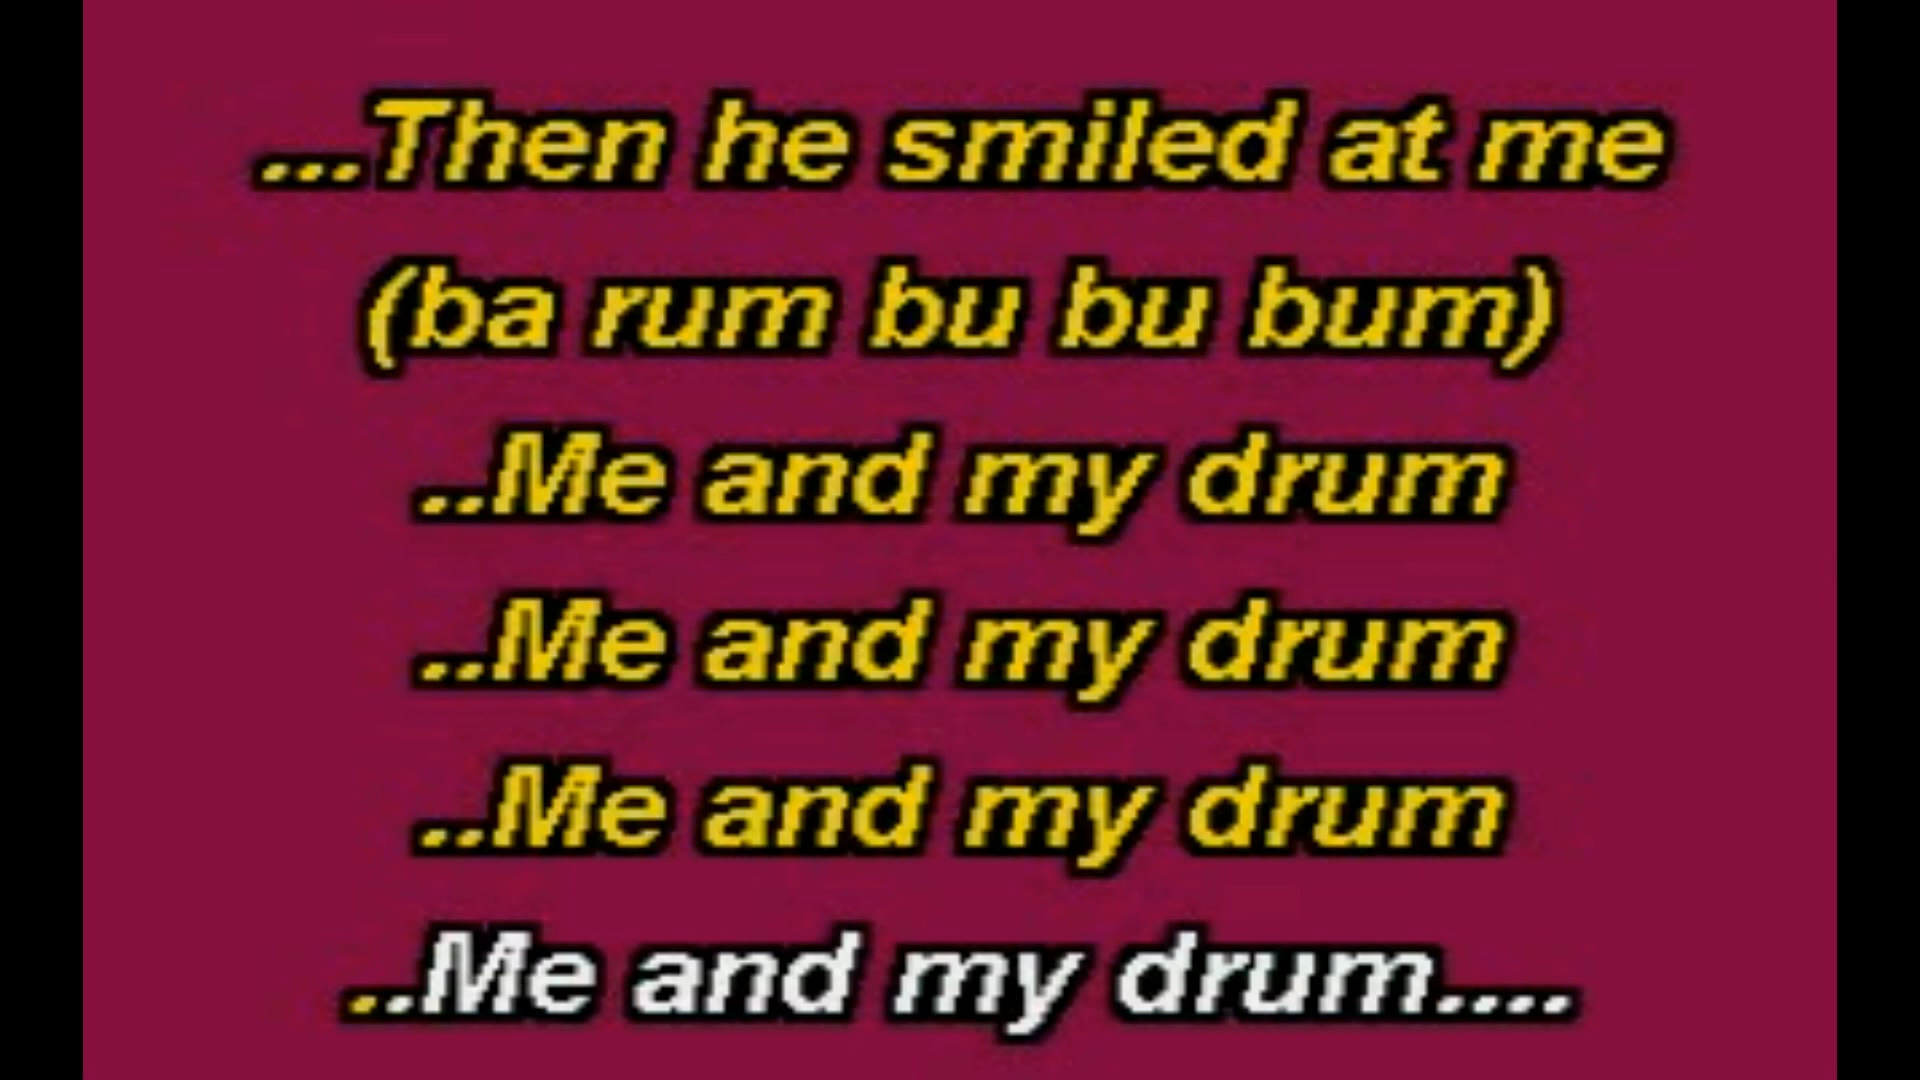 ...Then he smiled at me
(ba rum bu bu bum)
..Me and my drum
..Me and my drum
..Me and my drum
..Me and my drum....